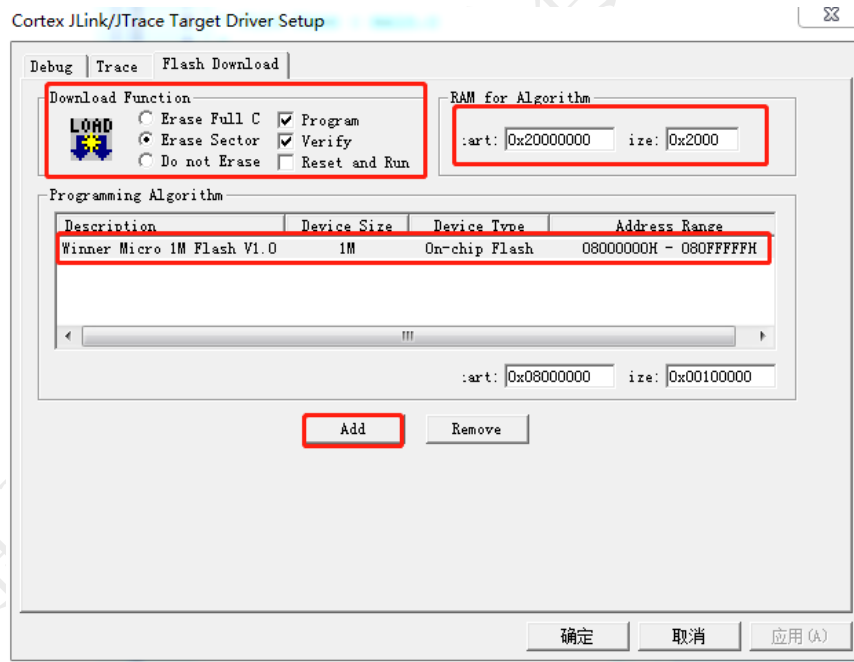 Cortex JLink/JTrace Target Driver Setup
Debug Trace Flash Download
Download Function
LOAD
Erase Full C Program
Erase Sector Verify
Do not Erase Reset and Run
RAM for Algorithm
:art: 0x20000000 ize: 0x2000
Programming Algorithm
Description Device Size Device Type Address Range
Winner Micro 1M Flash V1.0 1M On-chip Flash 08000000H - 080FFFFFH
:art: 0x08000000 ize: 0x00100000
Add Remove
确定 取消 应用(A)